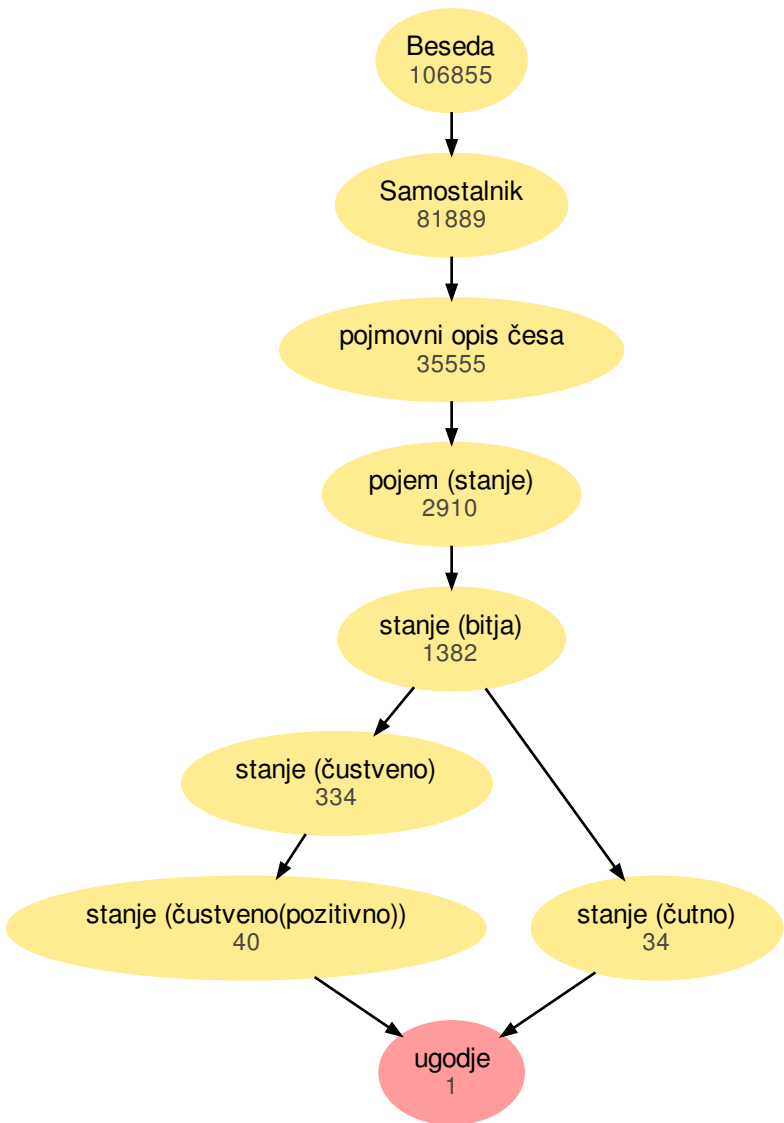 Beseda
106855
Samostalnik
81889
pojmovni opis česa
35555
pojem (stanje)
2910
stanje (bitja)
1382
stanje (čustveno)
334
stanje (čustveno(pozitivno))
40
stanje (čutno)
34
ugodje
1